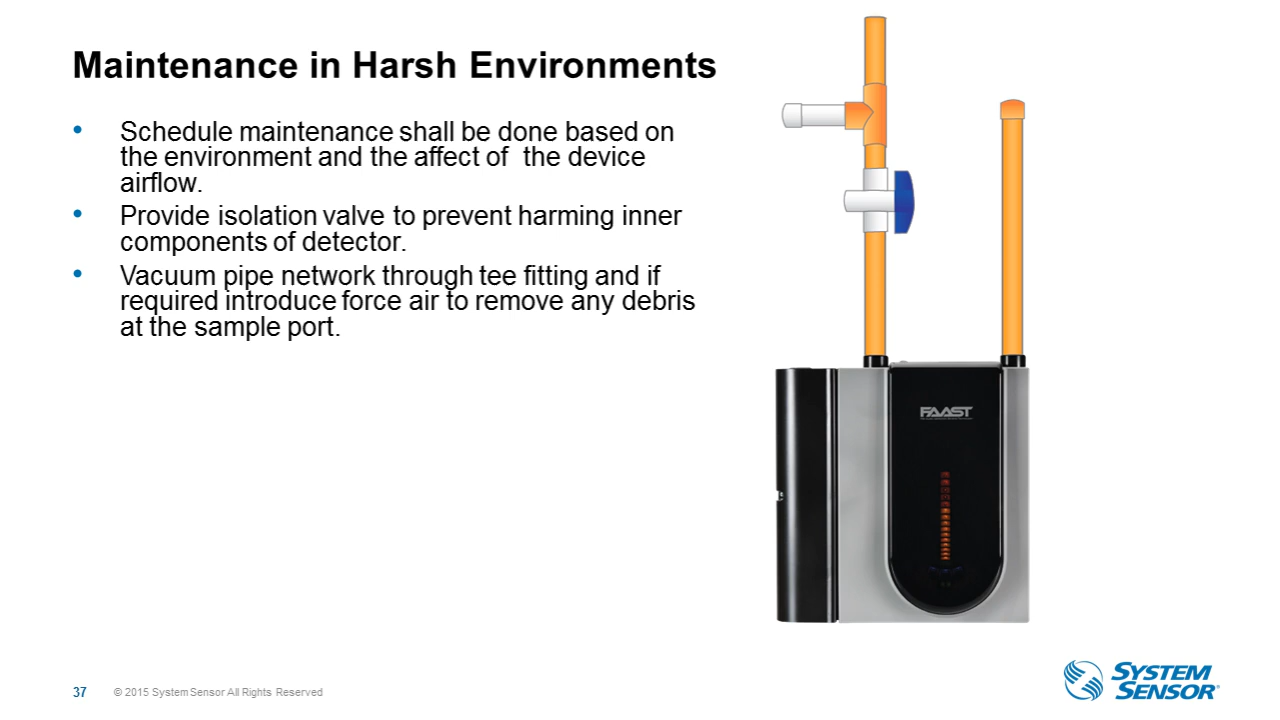 Maintenance in Harsh Environments
• Schedule maintenance shall be done based on
the environment and the affect of  the device
airflow.
• Provide isolation valve to prevent harming inner
components of detector.
• Vacuum pipe network through tee fitting and if
required introduce force air to remove any debris
at the sample port.
FAAST
37 © 2015 System Sensor All Rights Reserved
SYSTEM
SENSOR®